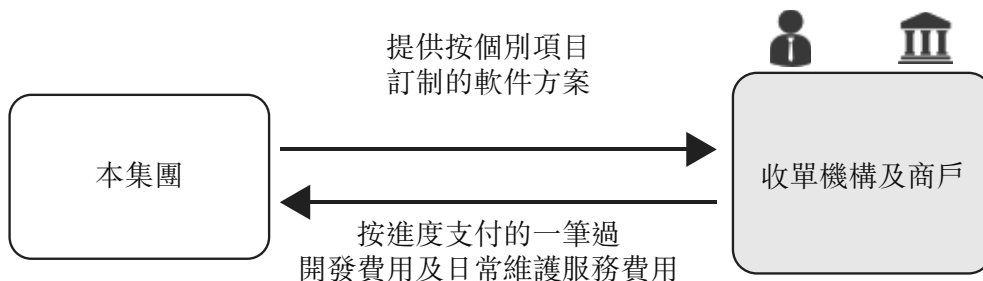 提供按個別項目
訂制的軟件方案
本集團
收單機構及商戶
按進度支付的一筆過
開發費用及日常維護服務費用